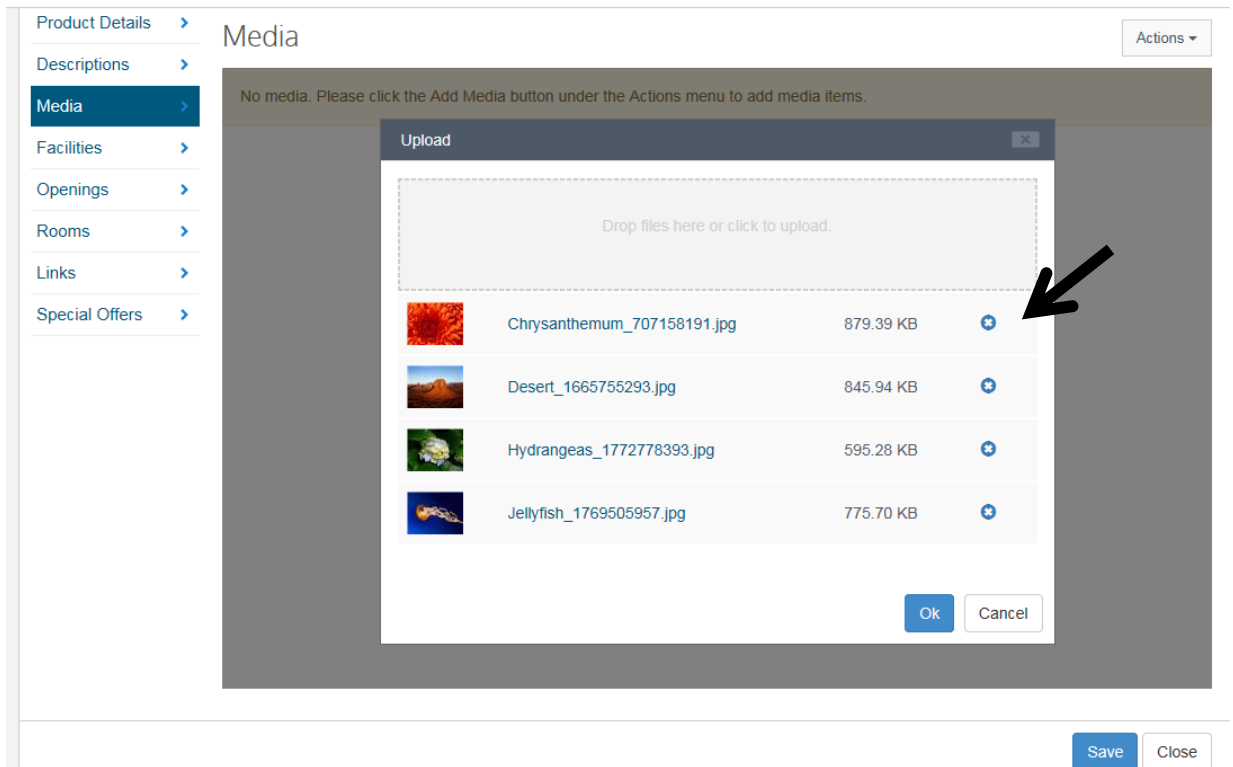 Product Details
Descriptions
Media
Facilities
Openings
Rooms
Links
Special Offers
Media
Actions
No media. Please click the Add Media button under the Actions menu to add media items.
Upload
Drop files here or click to upload.
Chrysanthemum_707158191.jpg 879.39 KB
Desert_1665755293.jpg 845.94 KB
Hydrangeas_1772778393.jpg 595.28 KB
Jellyfish_1769505957.jpg 775.70 KB
Ok Cancel
Save Close